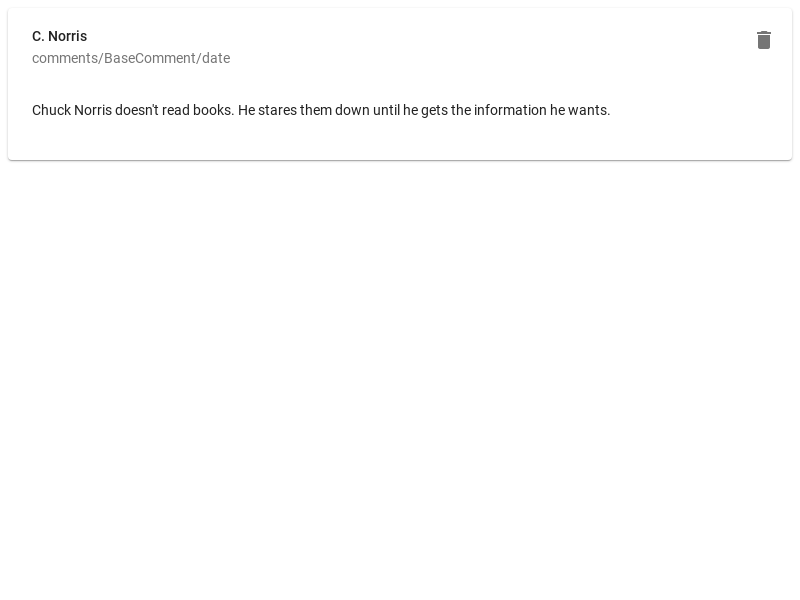 C. Norris
comments/BaseComment/date
Chuck Norris doesn't read books. He stares them down until he gets the information he wants.